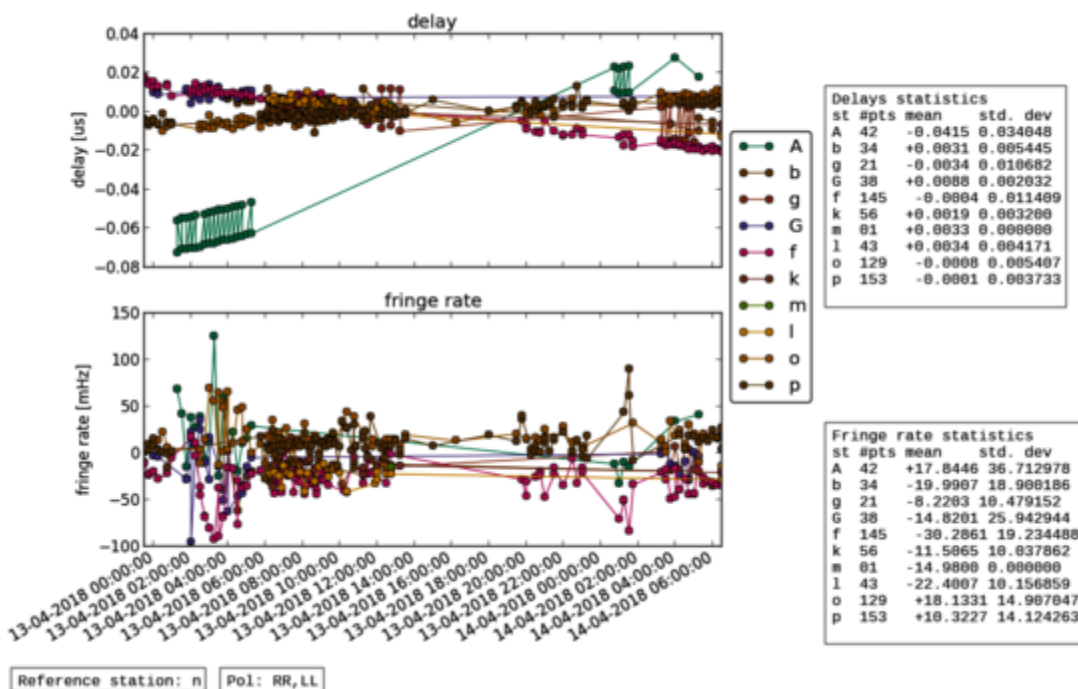 delay
0.04
0.02
0.00
−0.02
−0.04
−0.06
−0.08
delay [us]
fringe rate
150
100
50
0
−50
−100
fringe rate [mHz]
13-04-2018 00:00:00
13-04-2018 02:00:00
13-04-2018 04:00:00
13-04-2018 06:00:00
13-04-2018 08:00:00
13-04-2018 10:00:00
13-04-2018 12:00:00
13-04-2018 14:00:00
13-04-2018 16:00:00
13-04-2018 18:00:00
13-04-2018 20:00:00
13-04-2018 22:00:00
14-04-2018 00:00:00
14-04-2018 02:00:00
14-04-2018 04:00:00
14-04-2018 06:00:00
A
b
g
G
f
k
m
l
o
p
Delays statistics
st #pts mean std. dev
A 42 -0.0415 0.034048
b 34 +0.0031 0.005445
g 21 -0.0034 0.010682
G 38 +0.0088 0.002032
f 145 -0.0004 0.011409
k 56 +0.0019 0.003200
m 01 +0.0033 0.000000
l 43 +0.0034 0.004171
o 129 -0.0008 0.005407
p 153 -0.0001 0.003733
Fringe rate statistics
st #pts mean std. dev
A 42 +17.8446 36.712978
b 34 -19.9907 18.900186
g 21 -8.2203 10.479152
G 38 -14.8201 25.942944
f 145 -30.2861 19.234488
k 56 -11.5065 10.037862
m 01 -14.9800 0.000000
l 43 -22.4007 10.156859
o 129 +18.1331 14.907047
p 153 +10.3227 14.124263
Reference station: n
Pol: RR,LL